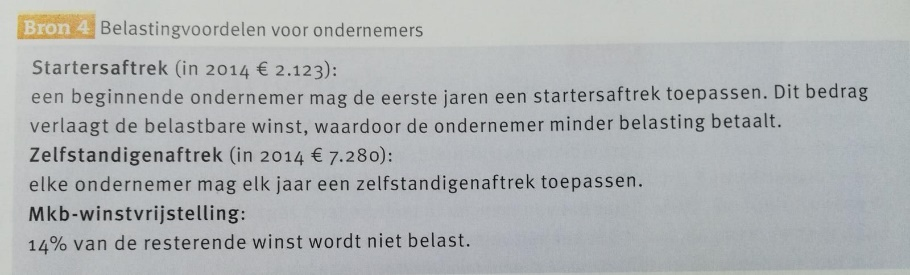 Bron 4 Belastingvoordelen voor ondernemers
Startersaftrek (in 2014 € 2.123):
een beginnende ondernemer mag de eerste jaren een startersaftrek toepassen. Dit bedrag
verlaagt de belastbare winst, waardoor de ondernemer minder belasting betaalt.
Zelfstandigenaftrek (in 2014 € 7.280):
elke ondernemer mag elk jaar een zelfstandigenaftrek toepassen.
Mkb-winstvrijstelling:
14% van de resterende winst wordt niet belast.